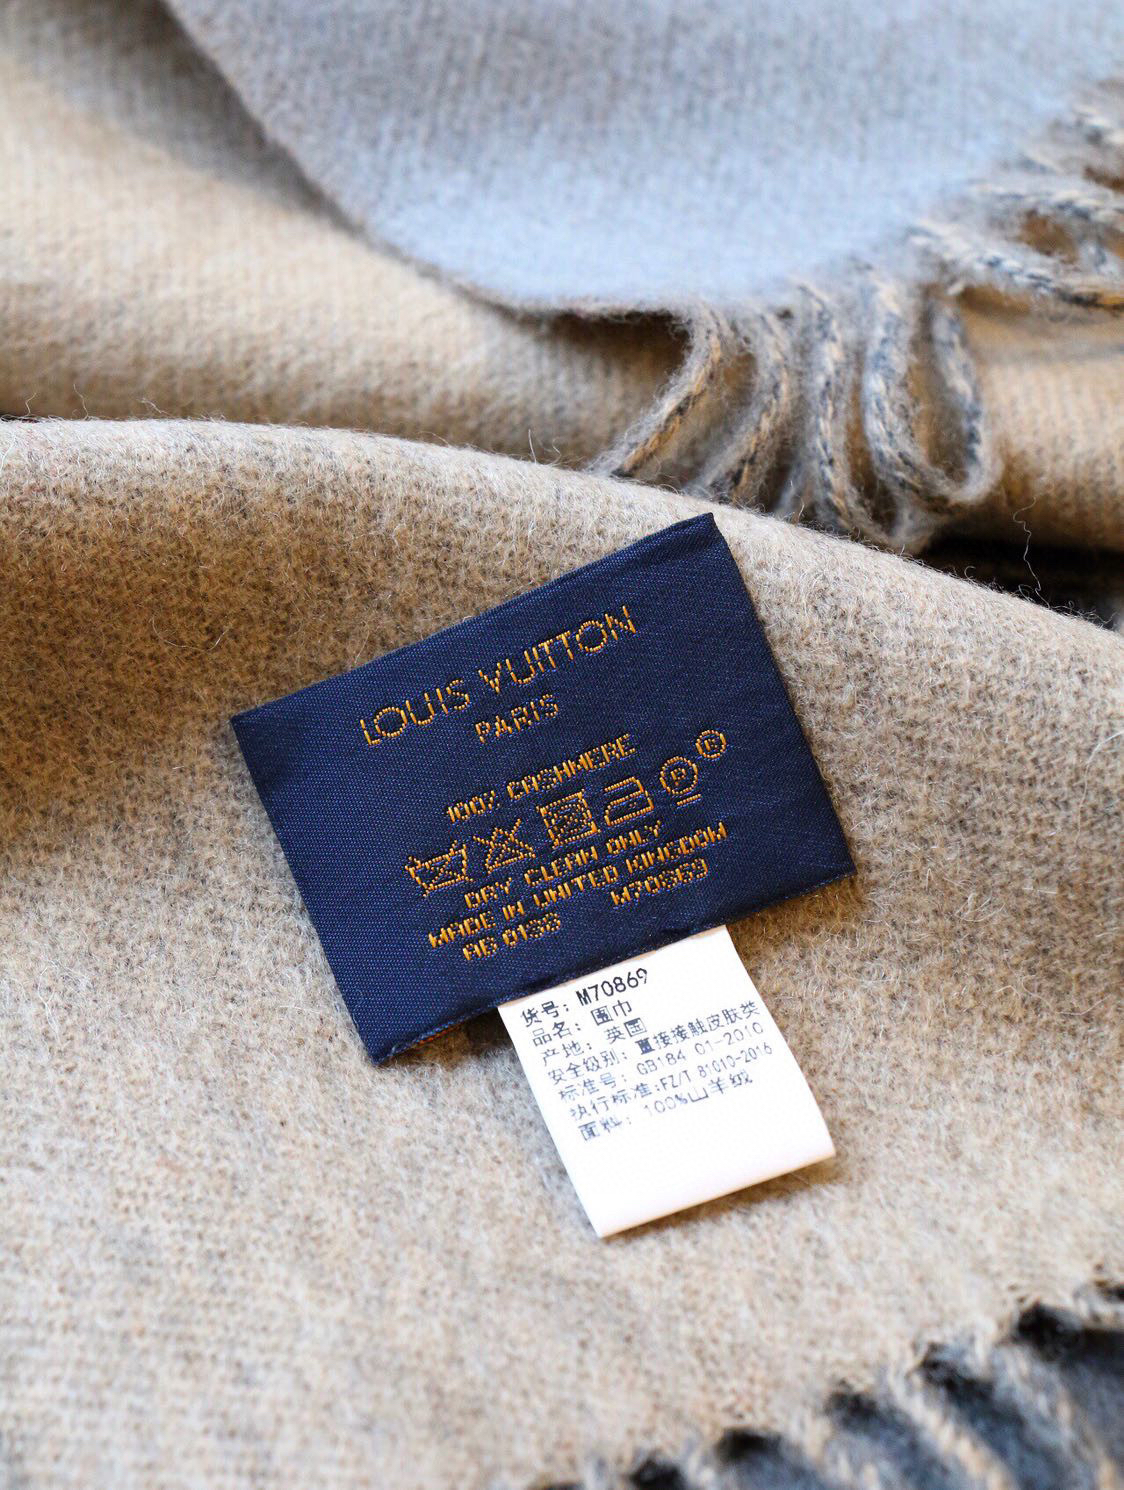 LOUIS VUITTON
PARIS
100% CASHMERE
DRY CLEAN ONLY
MADE IN UNITED KINGDOM
M70869
货号: M70869
品名: 围巾
产地: 英国
安全级别: 直接接触皮肤类
标准号: GB184 01-2010
执行标准:FZ/T 81010-2016
面料: 100%山羊绒